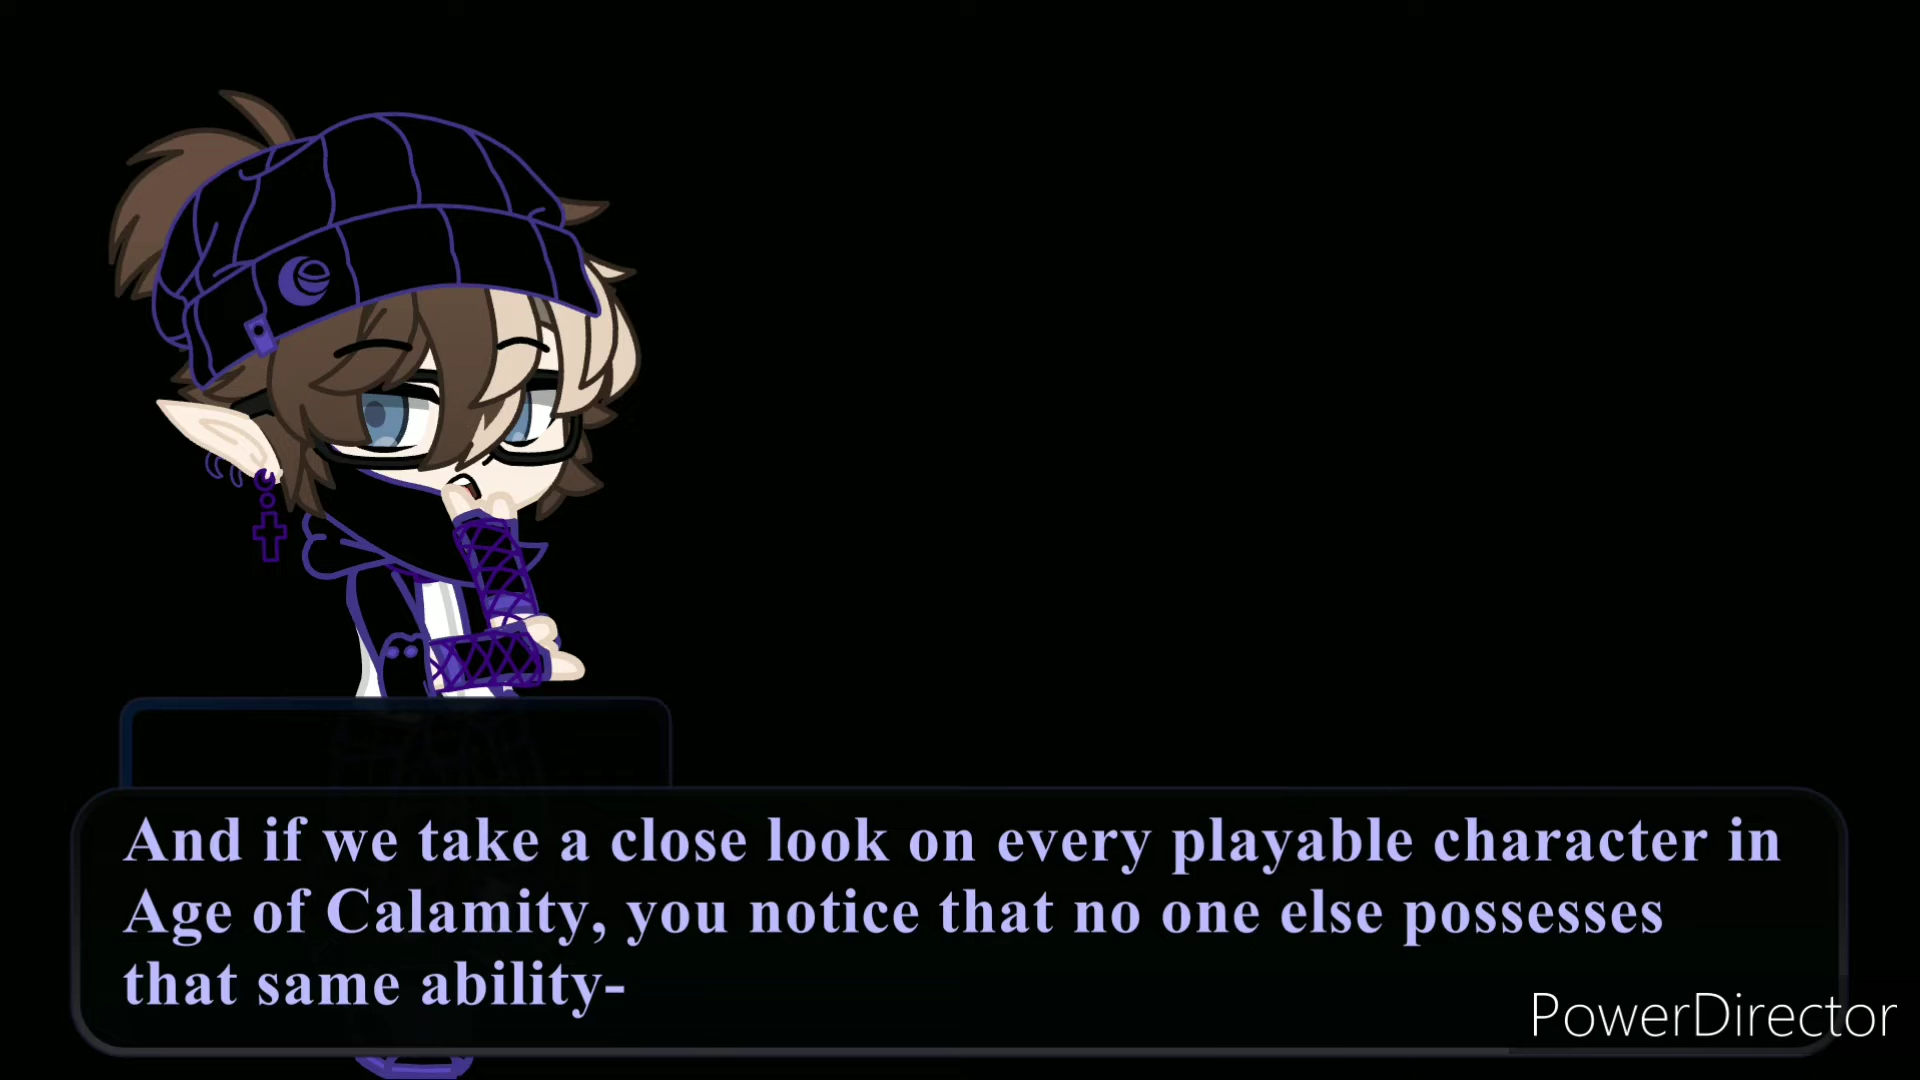 And if we take a close look on every playable character in
Age of Calamity, you notice that no one else possesses
that same ability-
PowerDirector